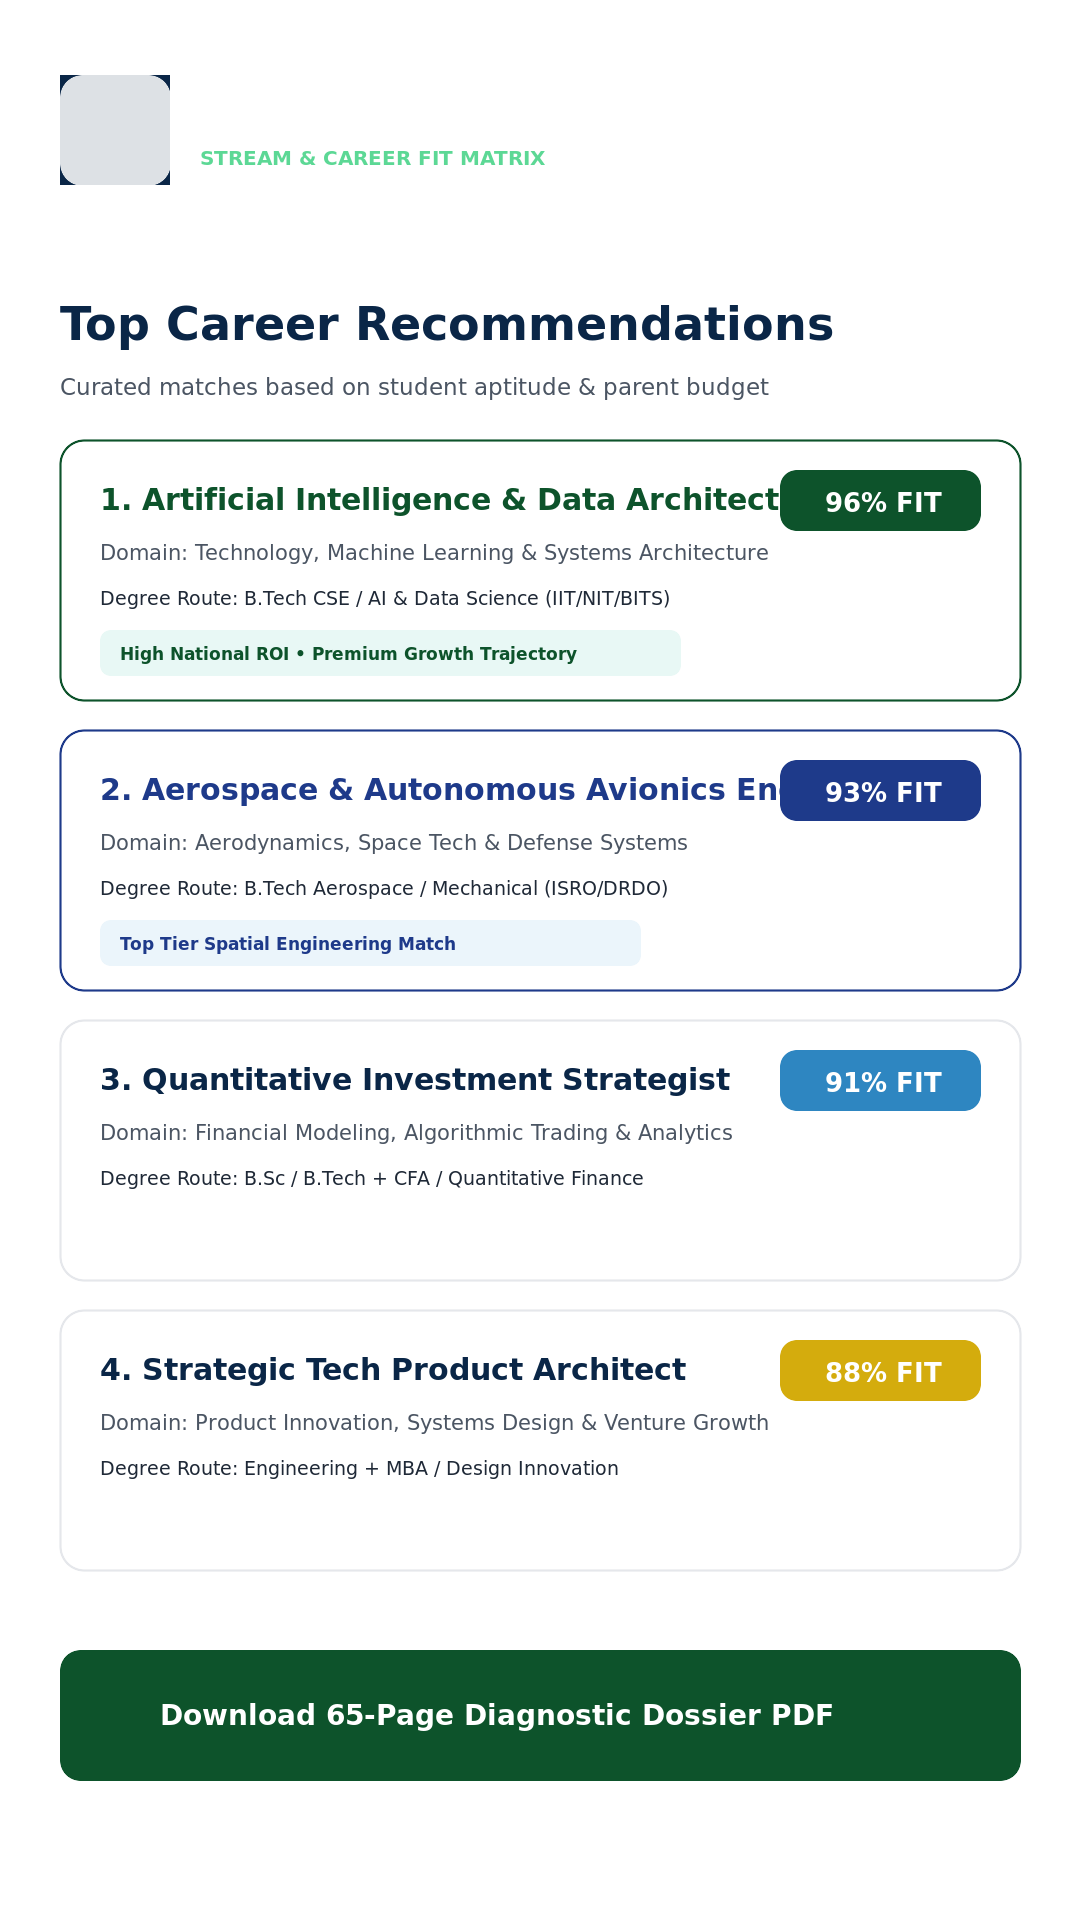 STREAM & CAREER FIT MATRIX
Top Career Recommendations
Curated matches based on student aptitude & parent budget
1. Artificial Intelligence & Data Architect
96% FIT
Domain: Technology, Machine Learning & Systems Architecture
Degree Route: B.Tech CSE / AI & Data Science (IIT/NIT/BITS)
High National ROI • Premium Growth Trajectory
2. Aerospace & Autonomous Avionics
93% FIT
Domain: Aerodynamics, Space Tech & Defense Systems
Degree Route: B.Tech Aerospace / Mechanical (ISRO/DRDO)
Top Tier Spatial Engineering Match
3. Quantitative Investment Strategist
91% FIT
Domain: Financial Modeling, Algorithmic Trading & Analytics
Degree Route: B.Sc / B.Tech + CFA / Quantitative Finance
4. Strategic Tech Product Architect
88% FIT
Domain: Product Innovation, Systems Design & Venture Growth
Degree Route: Engineering + MBA / Design Innovation
Download 65-Page Diagnostic Dossier PDF